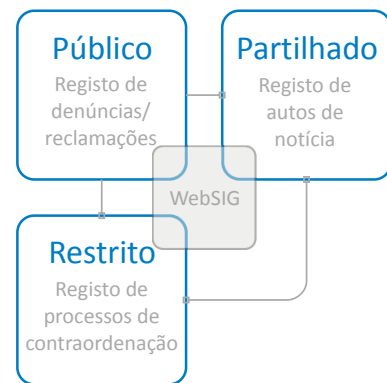 Público
Registo de
denúncias/
reclamações
Partilhado
Registo de
autos de
notícia
WebSIG
Restrito
Registo de
processos de
contraordenação